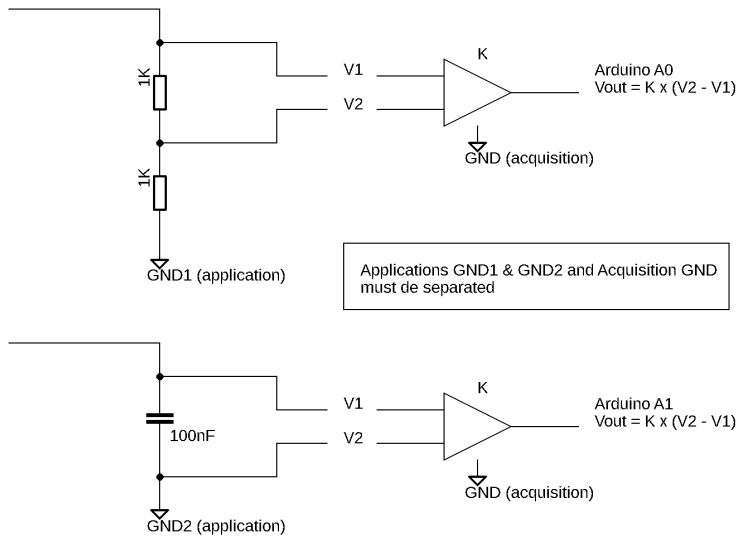 K
V1
1K
Arduino A0
Vout = K x (V2 - V1)
V2
GND (acquisition)
1K
GND1 (application)
Applications GND1 & GND2 and Acquisition GND
must de separated
K
V1
Arduino A1
Vout = K x (V2 - V1)
100nF
V2
GND (acquisition)
GND2 (application)